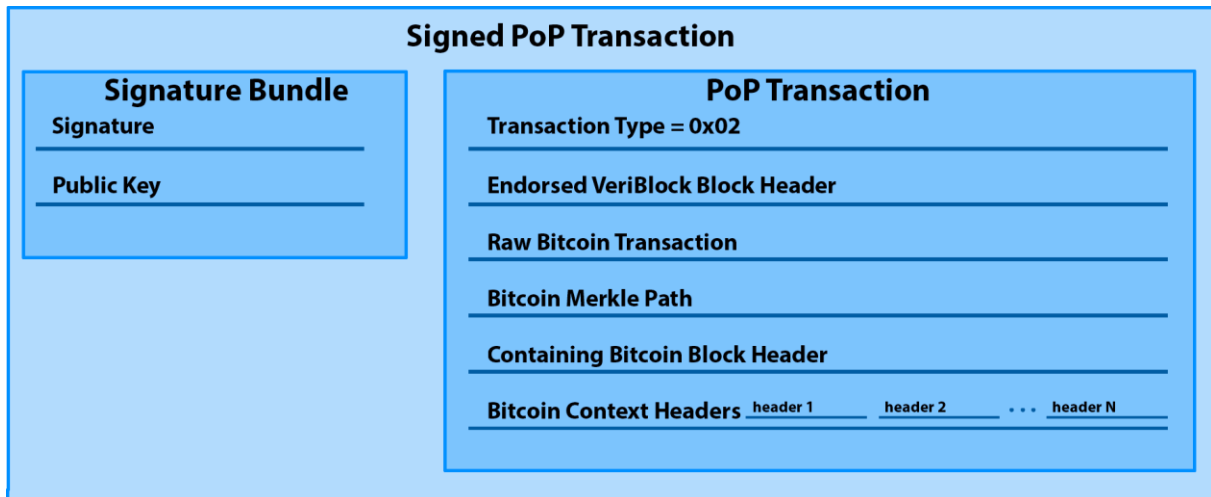 Signed PoP Transaction
Signature Bundle
Signature
Public Key
PoP Transaction
Transaction Type = 0x02
Endorsed VeriBlock Block Header
Raw Bitcoin Transaction
Bitcoin Merkle Path
Containing Bitcoin Block Header
Bitcoin Context Headers header 1 header 2 ... header N